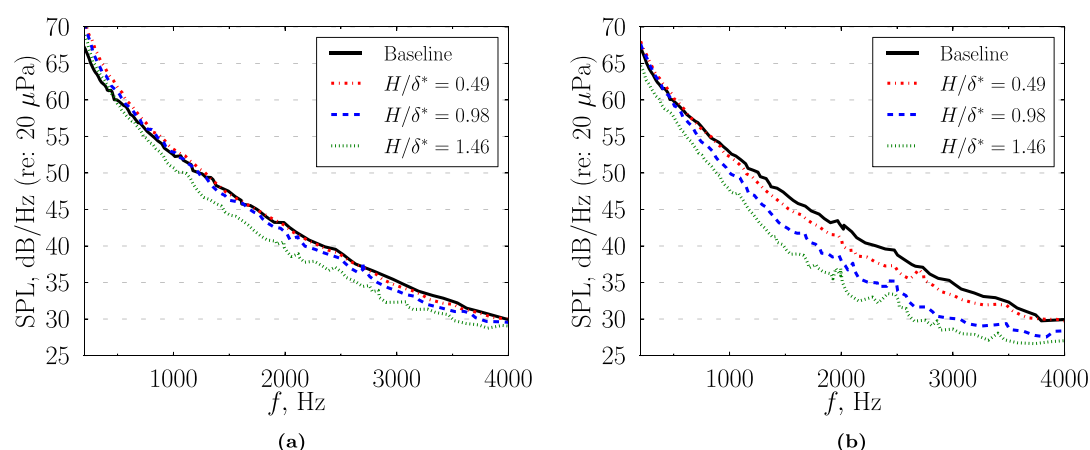 SPL, dB/Hz (re: 20 μPa)
70
65
60
55
50
45
40
35
30
25
Baseline
H/δ* = 0.49
H/δ* = 0.98
H/δ* = 1.46
1000 2000 3000 4000
f, Hz
(a)
SPL, dB/Hz (re: 20 μPa)
70
65
60
55
50
45
40
35
30
25
Baseline
H/δ* = 0.49
H/δ* = 0.98
H/δ* = 1.46
1000 2000 3000 4000
f, Hz
(b)